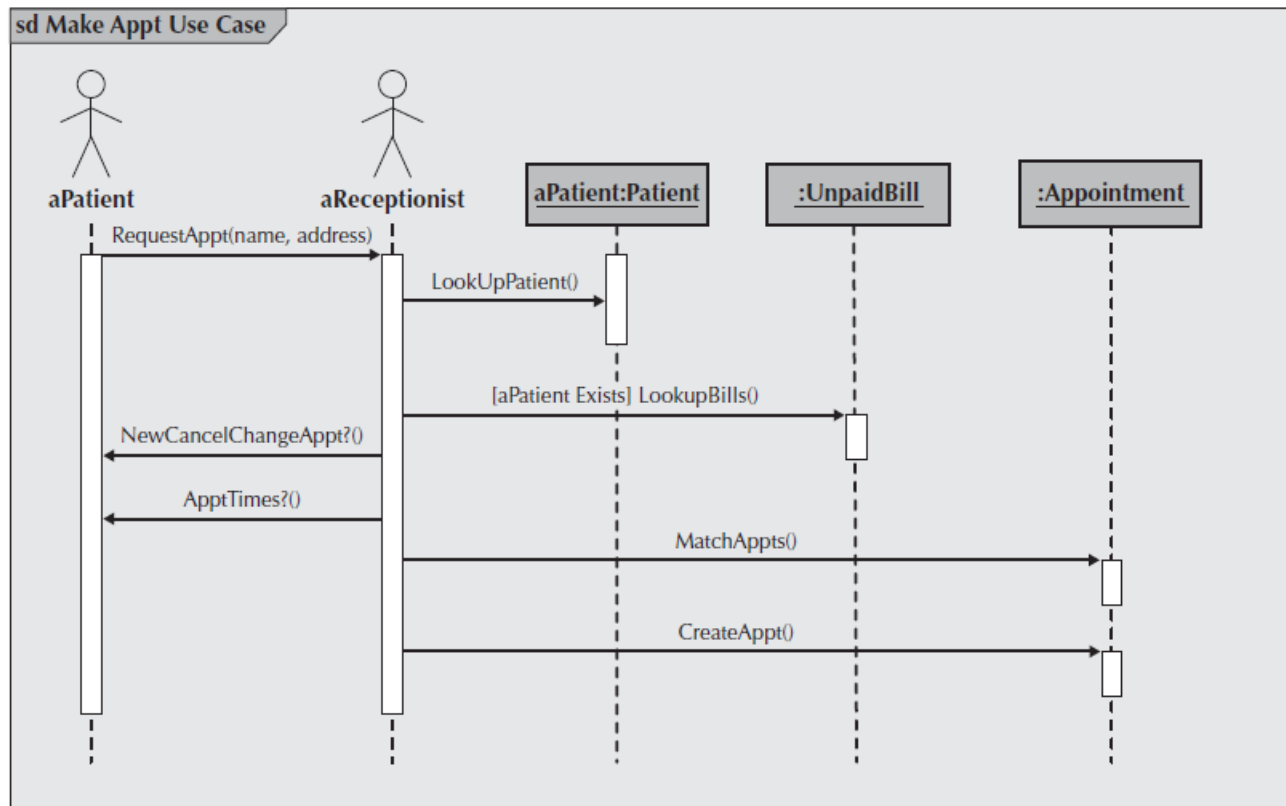 sd Make Appt Use Case
aPatient
aReceptionist
aPatient:Patient
:UnpaidBill
:Appointment
RequestAppt(name, address)
LookUpPatient()
[aPatient Exists] LookupBills()
NewCancelChangeAppt?()
ApptTimes?()
MatchAppts()
CreateAppt()